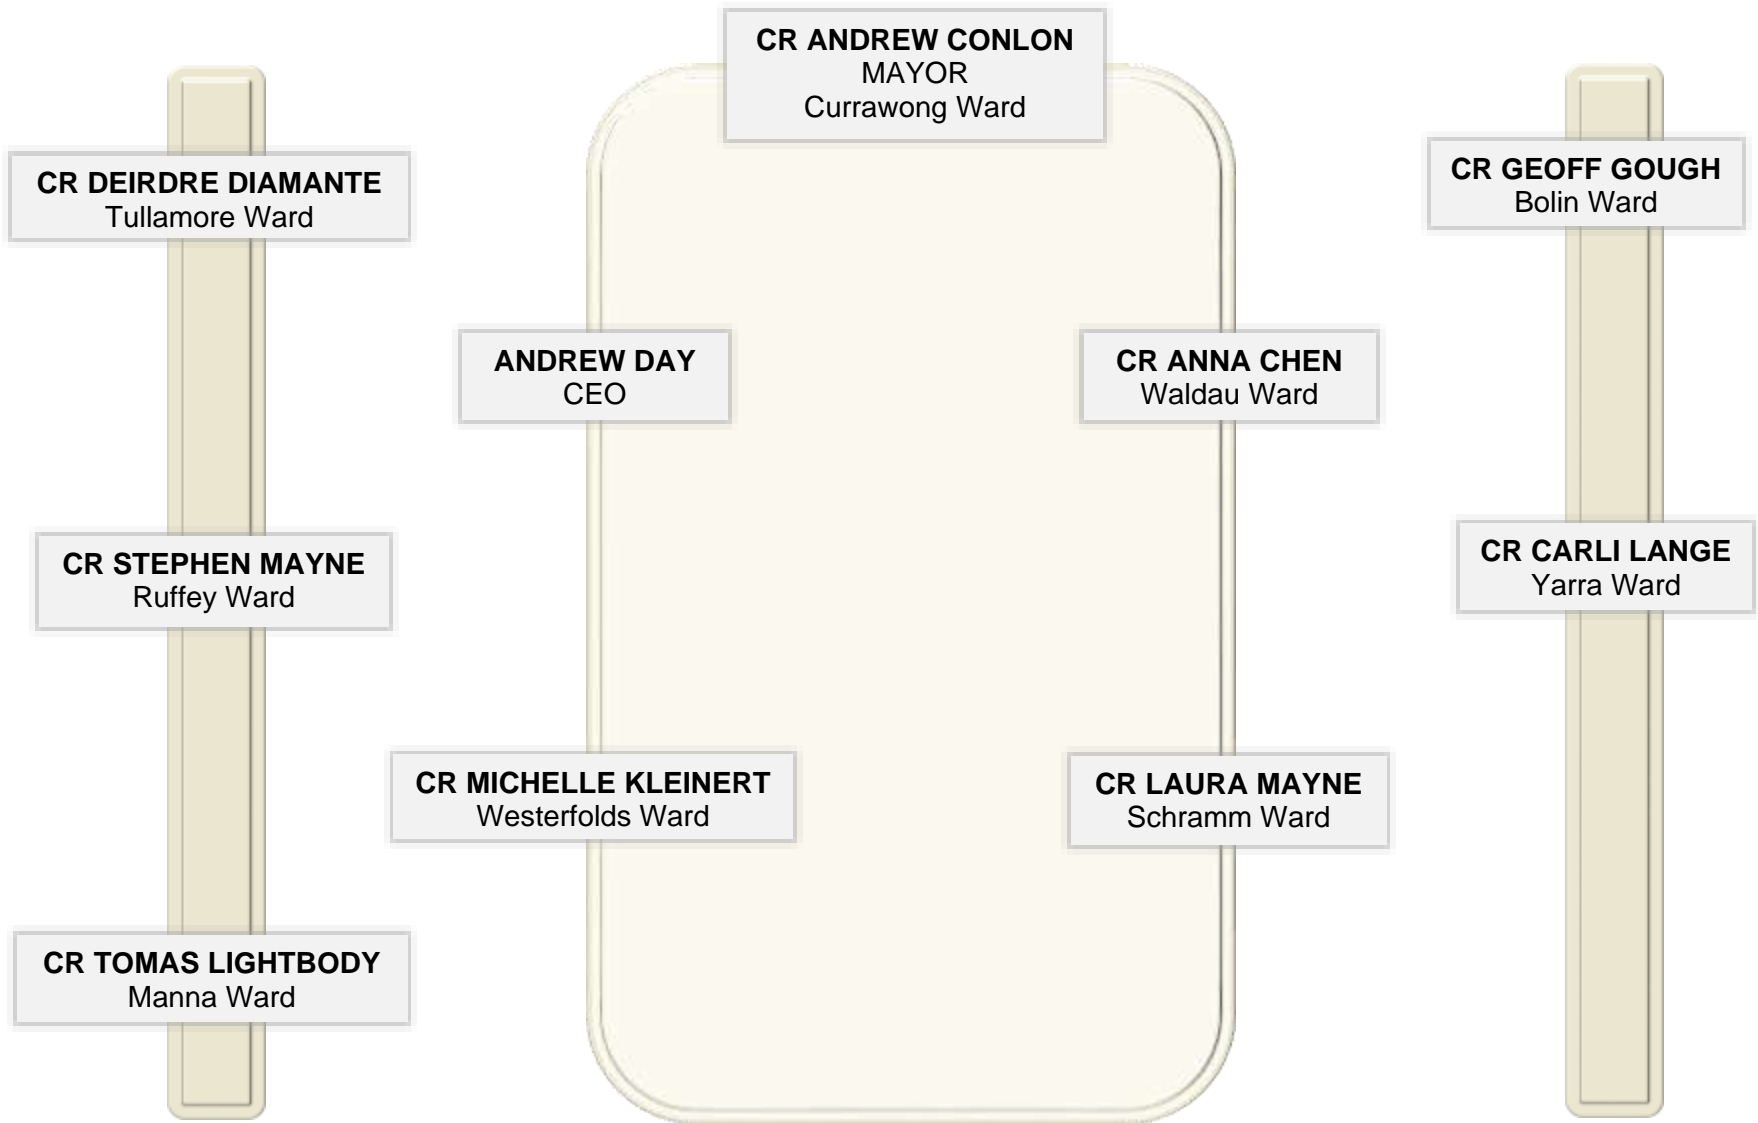 CR ANDREW CONLON
MAYOR
Currawong Ward
CR DEIRDRE DIAMANTE
Tullamore Ward
CR GEOFF GOUGH
Bolin Ward
ANDREW DAY
CEO
CR ANNA CHEN
Waldau Ward
CR STEPHEN MAYNE
Ruffey Ward
CR CARLI LANGE
Yarra Ward
CR MICHELLE KLEINERT
Westerfolds Ward
CR LAURA MAYNE
Schramm Ward
CR TOMAS LIGHTBODY
Manna Ward